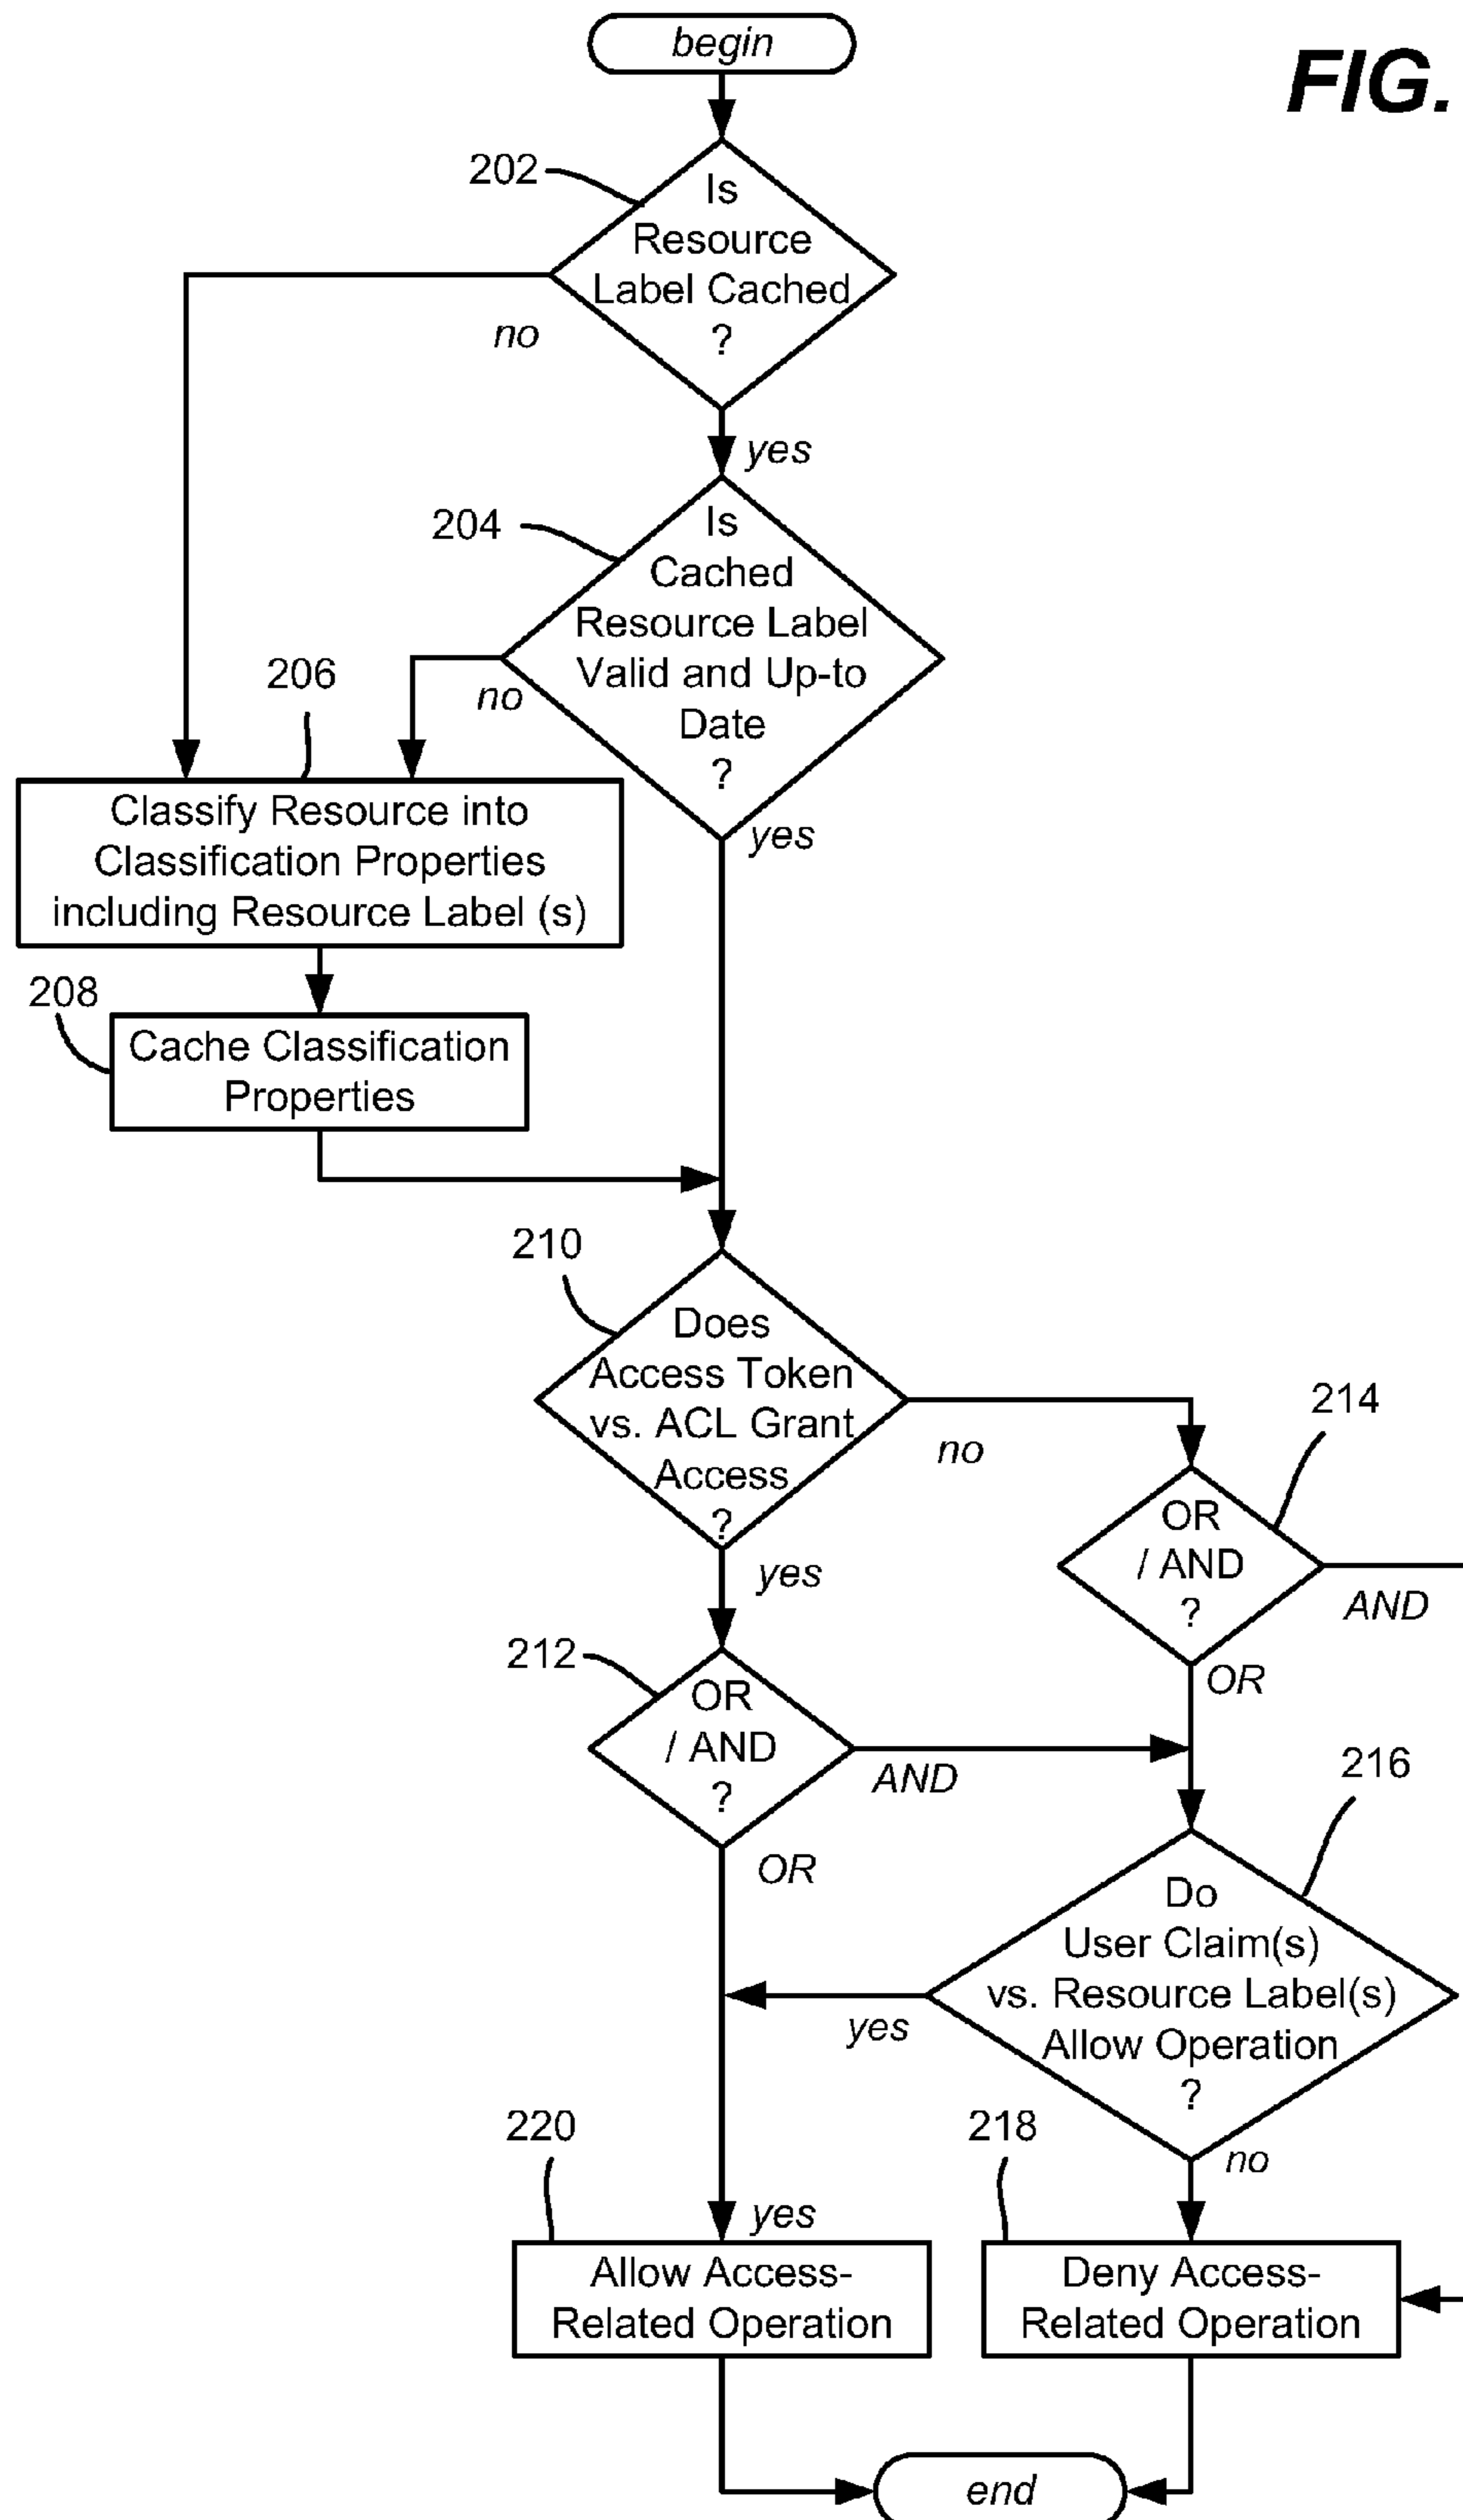 begin
FIG.
202
Is
Resource
Label Cached
?
no
yes
204
Is
Cached
Resource Label
Valid and Up-to
Date
?
no
yes
206
Classify Resource into
Classification Properties
including Resource Label (s)
208
Cache Classification
Properties
210
Does
Access Token
vs. ACL Grant
Access
?
no
yes
214
OR
/ AND
?
AND
OR
212
OR
/ AND
?
AND
OR
216
Do
User Claim(s)
vs. Resource Label(s)
Allow Operation
?
yes
no
220
yes
Allow Access-
Related Operation
218
Deny Access-
Related Operation
end